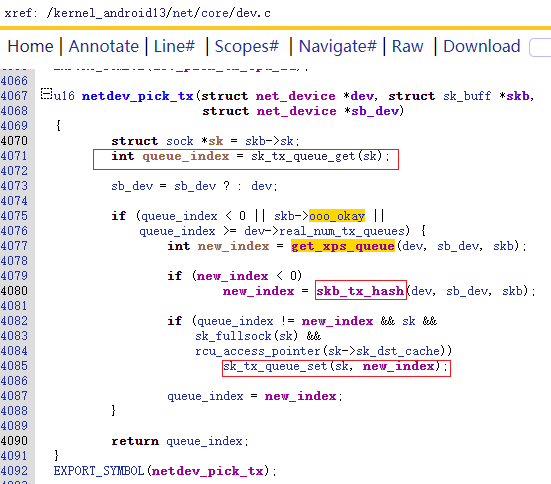 xref: /kernel_android13/net/core/dev.c
Home | Annotate | Line# | Scopes# | Navigate# | Raw | Download
4066
4067 u16 netdev_pick_tx(struct net_device *dev, struct sk_buff *skb,
4068 struct net_device *sb_dev)
4069 {
4070 struct sock *sk = skb->sk;
4071 int queue_index = sk_tx_queue_get(sk);
4072
4073 sb_dev = sb_dev ? : dev;
4074
4075 if (queue_index < 0 || skb->ooo_okay ||
4076 queue_index >= dev->real_num_tx_queues) {
4077 int new_index = get_xps_queue(dev, sb_dev, skb);
4078
4079 if (new_index < 0)
4080 new_index = skb_tx_hash(dev, sb_dev, skb);
4081
4082 if (queue_index != new_index && sk &&
4083 sk_fullsock(sk) &&
4084 rcu_access_pointer(sk->sk_dst_cache))
4085 sk_tx_queue_set(sk, new_index);
4086
4087 queue_index = new_index;
4088 }
4089
4090 return queue_index;
4091 }
4092 EXPORT_SYMBOL(netdev_pick_tx);